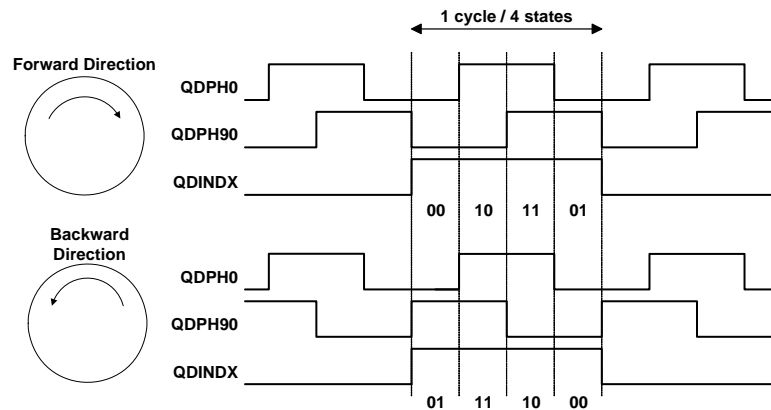 1 cycle / 4 states
Forward Direction
QDPH0
QDPH90
QDINDX
00 10 11 01
Backward
Direction
QDPH0
QDPH90
QDINDX
01 11 10 00